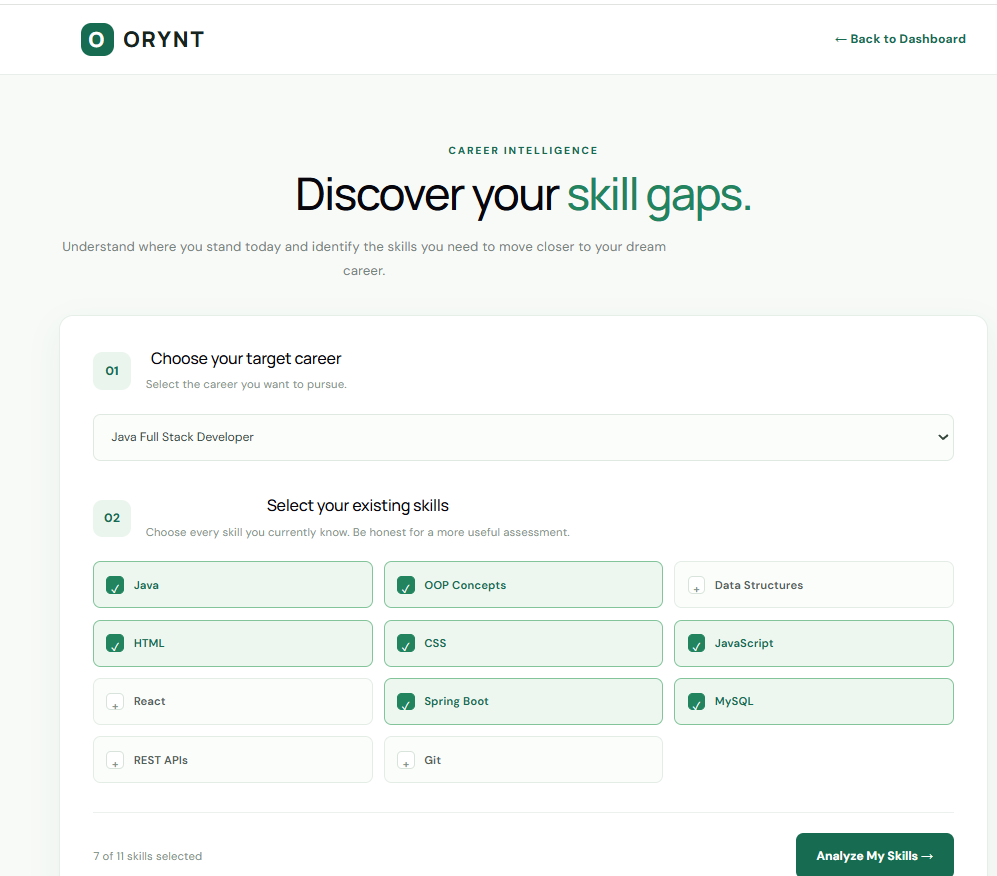 O ORYNT
← Back to Dashboard
CAREER INTELLIGENCE
Discover your skill gaps.
Understand where you stand today and identify the skills you need to move closer to your dream
career.
01
Choose your target career
Select the career you want to pursue.
Java Full Stack Developer
02
Select your existing skills
Choose every skill you currently know. Be honest for a more useful assessment.
✓ Java
✓ OOP Concepts
+ Data Structures
✓ HTML
✓ CSS
✓ JavaScript
+ React
✓ Spring Boot
✓ MySQL
+ REST APIs
+ Git
7 of 11 skills selected
Analyze My Skills →